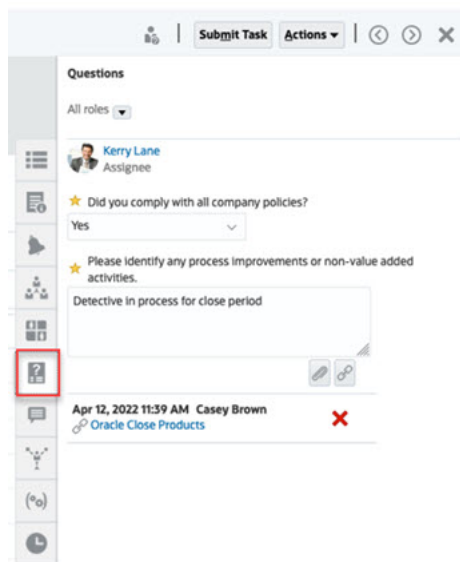 Submit Task Actions
Questions
All roles
Kerry Lane
Assignee
Did you comply with all company policies?
Yes
Please identify any process improvements or non-value added
activities.
Detective in process for close period
Apr 12, 2022 11:39 AM Casey Brown
Oracle Close Products